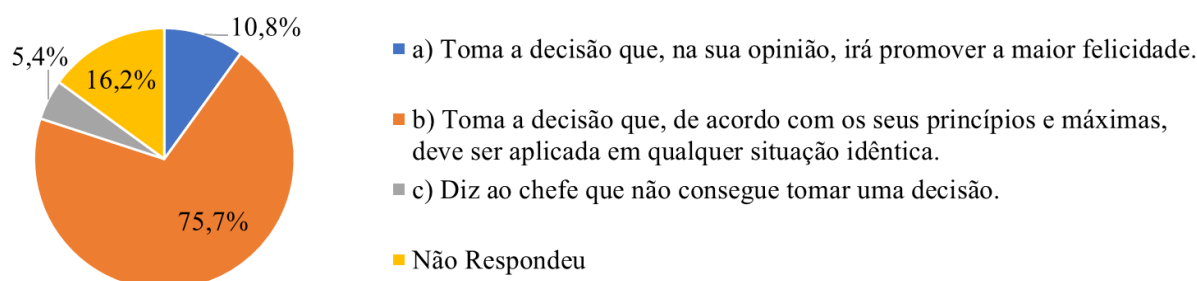 10,8%
5,4%
16,2%
75,7%
a) Toma a decisão que, na sua opinião, irá promover a maior felicidade.
b) Toma a decisão que, de acordo com os seus princípios e máximas,
deve ser aplicada em qualquer situação idêntica.
c) Diz ao chefe que não consegue tomar uma decisão.
Não Respondeu